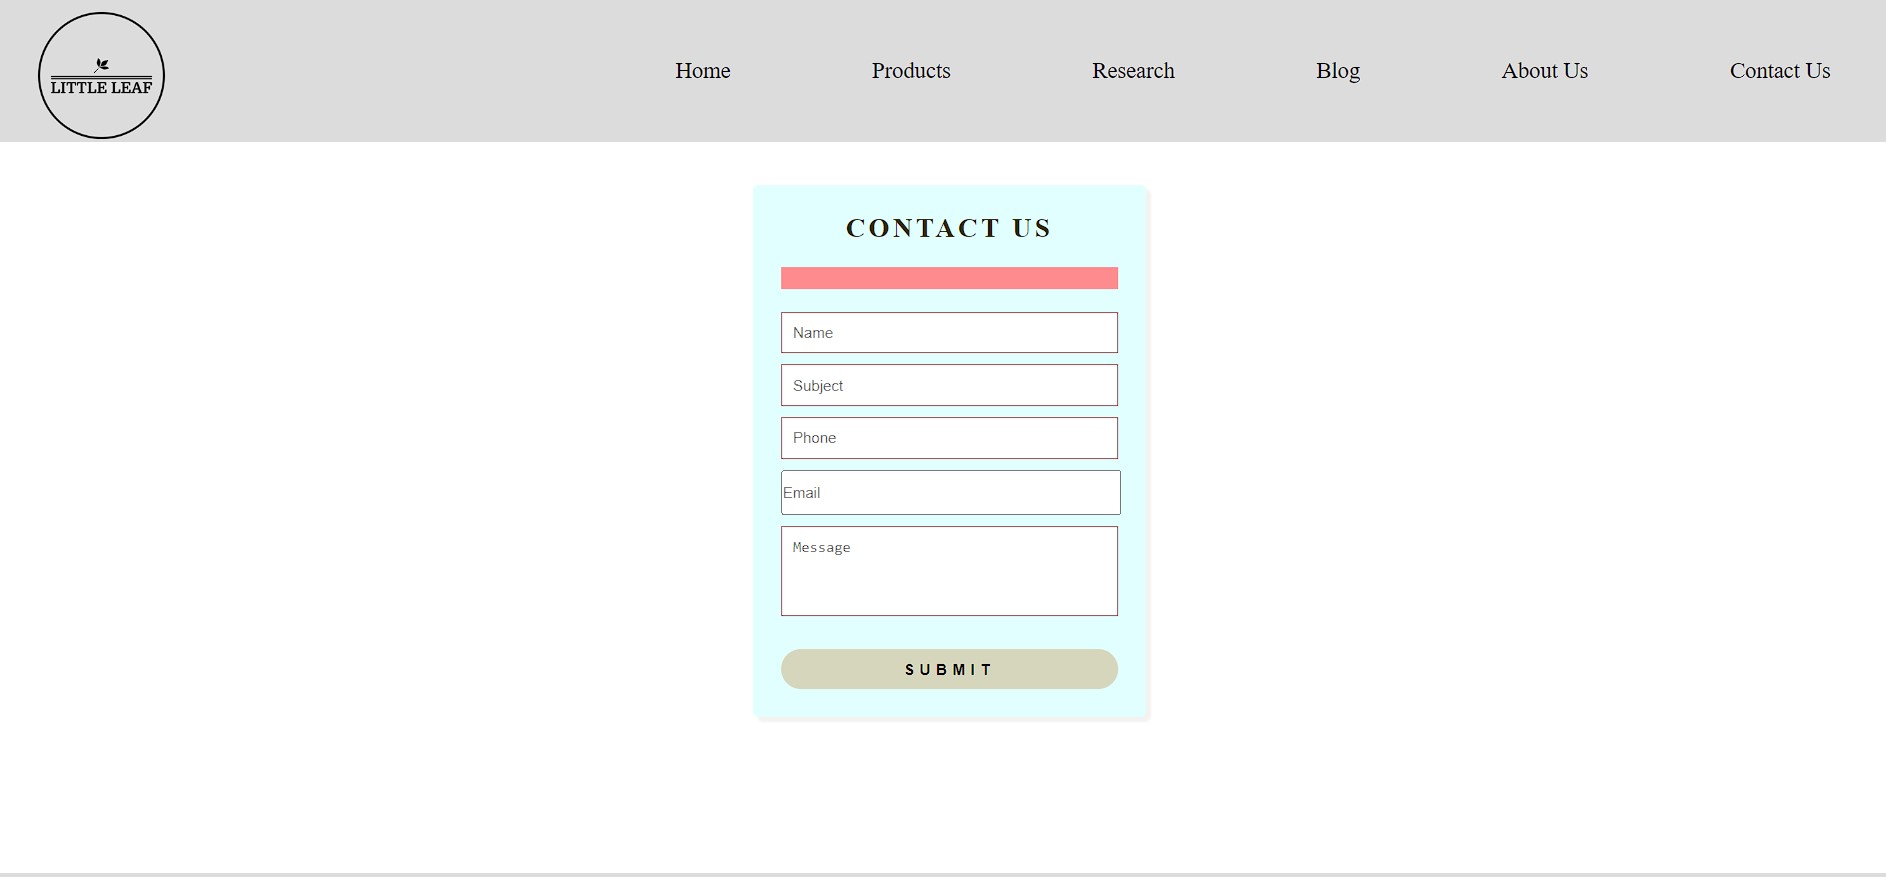 LITTLE LEAF
Home Products Research Blog About Us Contact Us
CONTACT US
Name
Subject
Phone
Email
Message
SUBMIT